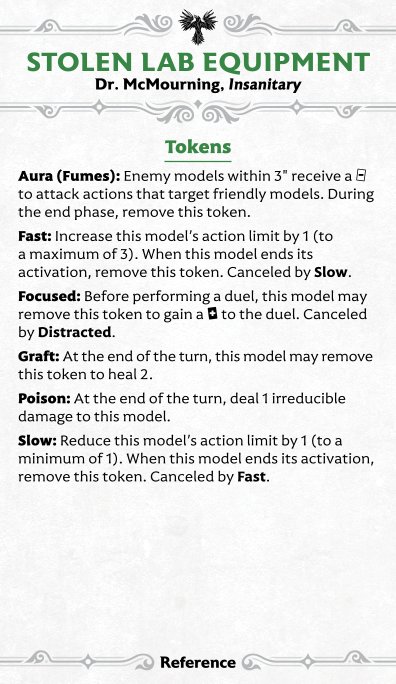 STOLEN LAB EQUIPMENT
Dr. McMourning, Insanitary
Tokens
Aura (Fumes): Enemy models within 3" receive a
to attack actions that target friendly models. During
the end phase, remove this token.
Fast: Increase this model's action limit by 1 (to
a maximum of 3). When this model ends its
activation, remove this token. Canceled by Slow.
Focused: Before performing a duel, this model may
remove this token to gain a to the duel. Canceled
by Distracted.
Graft: At the end of the turn, this model may remove
this token to heal 2.
Poison: At the end of the turn, deal 1 irreducible
damage to this model.
Slow: Reduce this model's action limit by 1 (to a
minimum of 1). When this model ends its activation,
remove this token. Canceled by Fast.
Reference